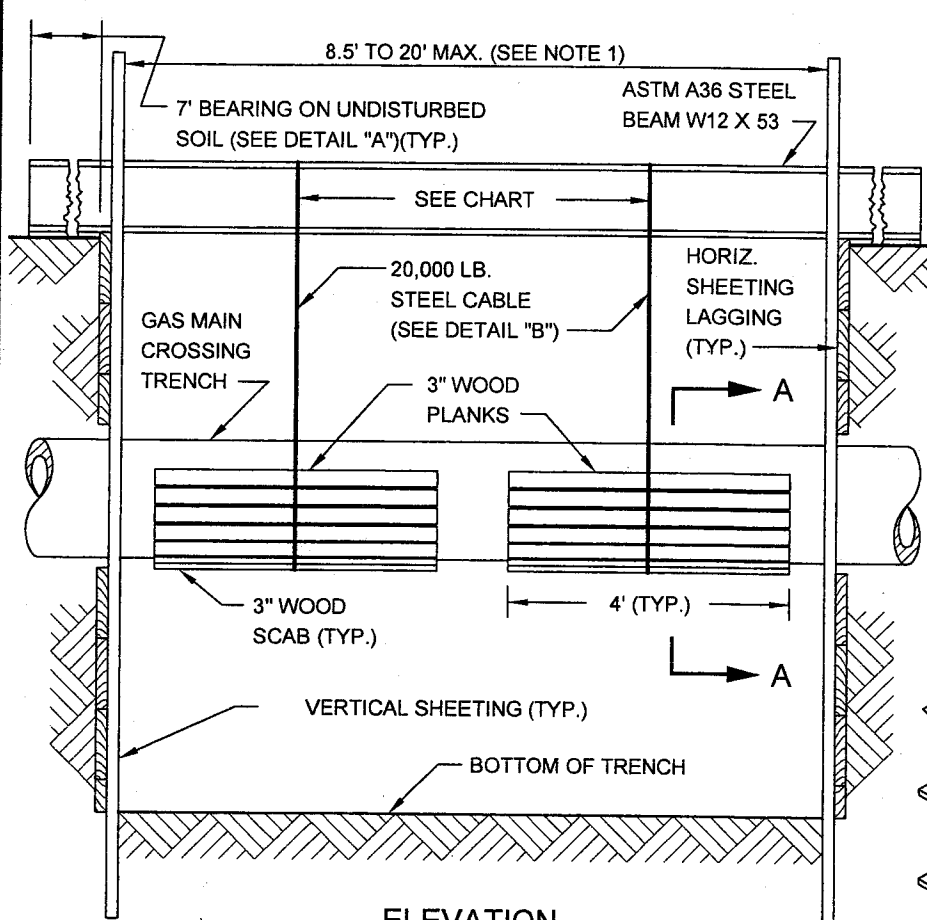 8.5' TO 20' MAX. (SEE NOTE 1)
7' BEARING ON UNDISTURBED
SOIL (SEE DETAIL "A")(TYP.)
ASTM A36 STEEL
BEAM W12 X 53
SEE CHART
20,000 LB.
STEEL CABLE
(SEE DETAIL "B")
HORIZ.
SHEETING
LAGGING
(TYP.)
GAS MAIN
CROSSING
TRENCH
3" WOOD
PLANKS
A
3" WOOD
SCAB (TYP.)
4' (TYP.)
A
VERTICAL SHEETING (TYP.)
BOTTOM OF TRENCH
ELEVATION